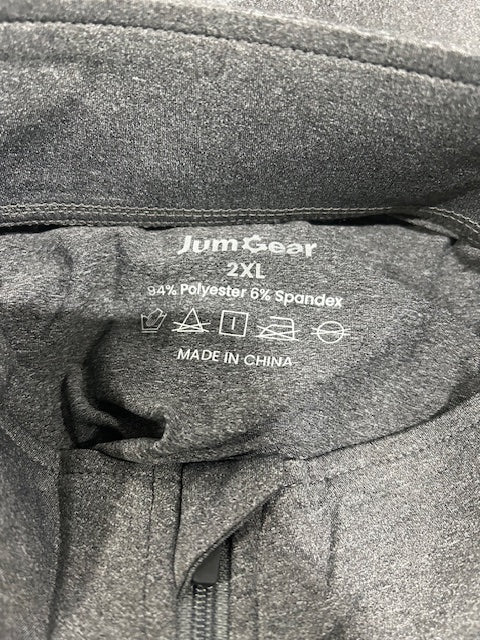 JumGear
2XL
94% Polyester 6% Spandex
MADE IN CHINA